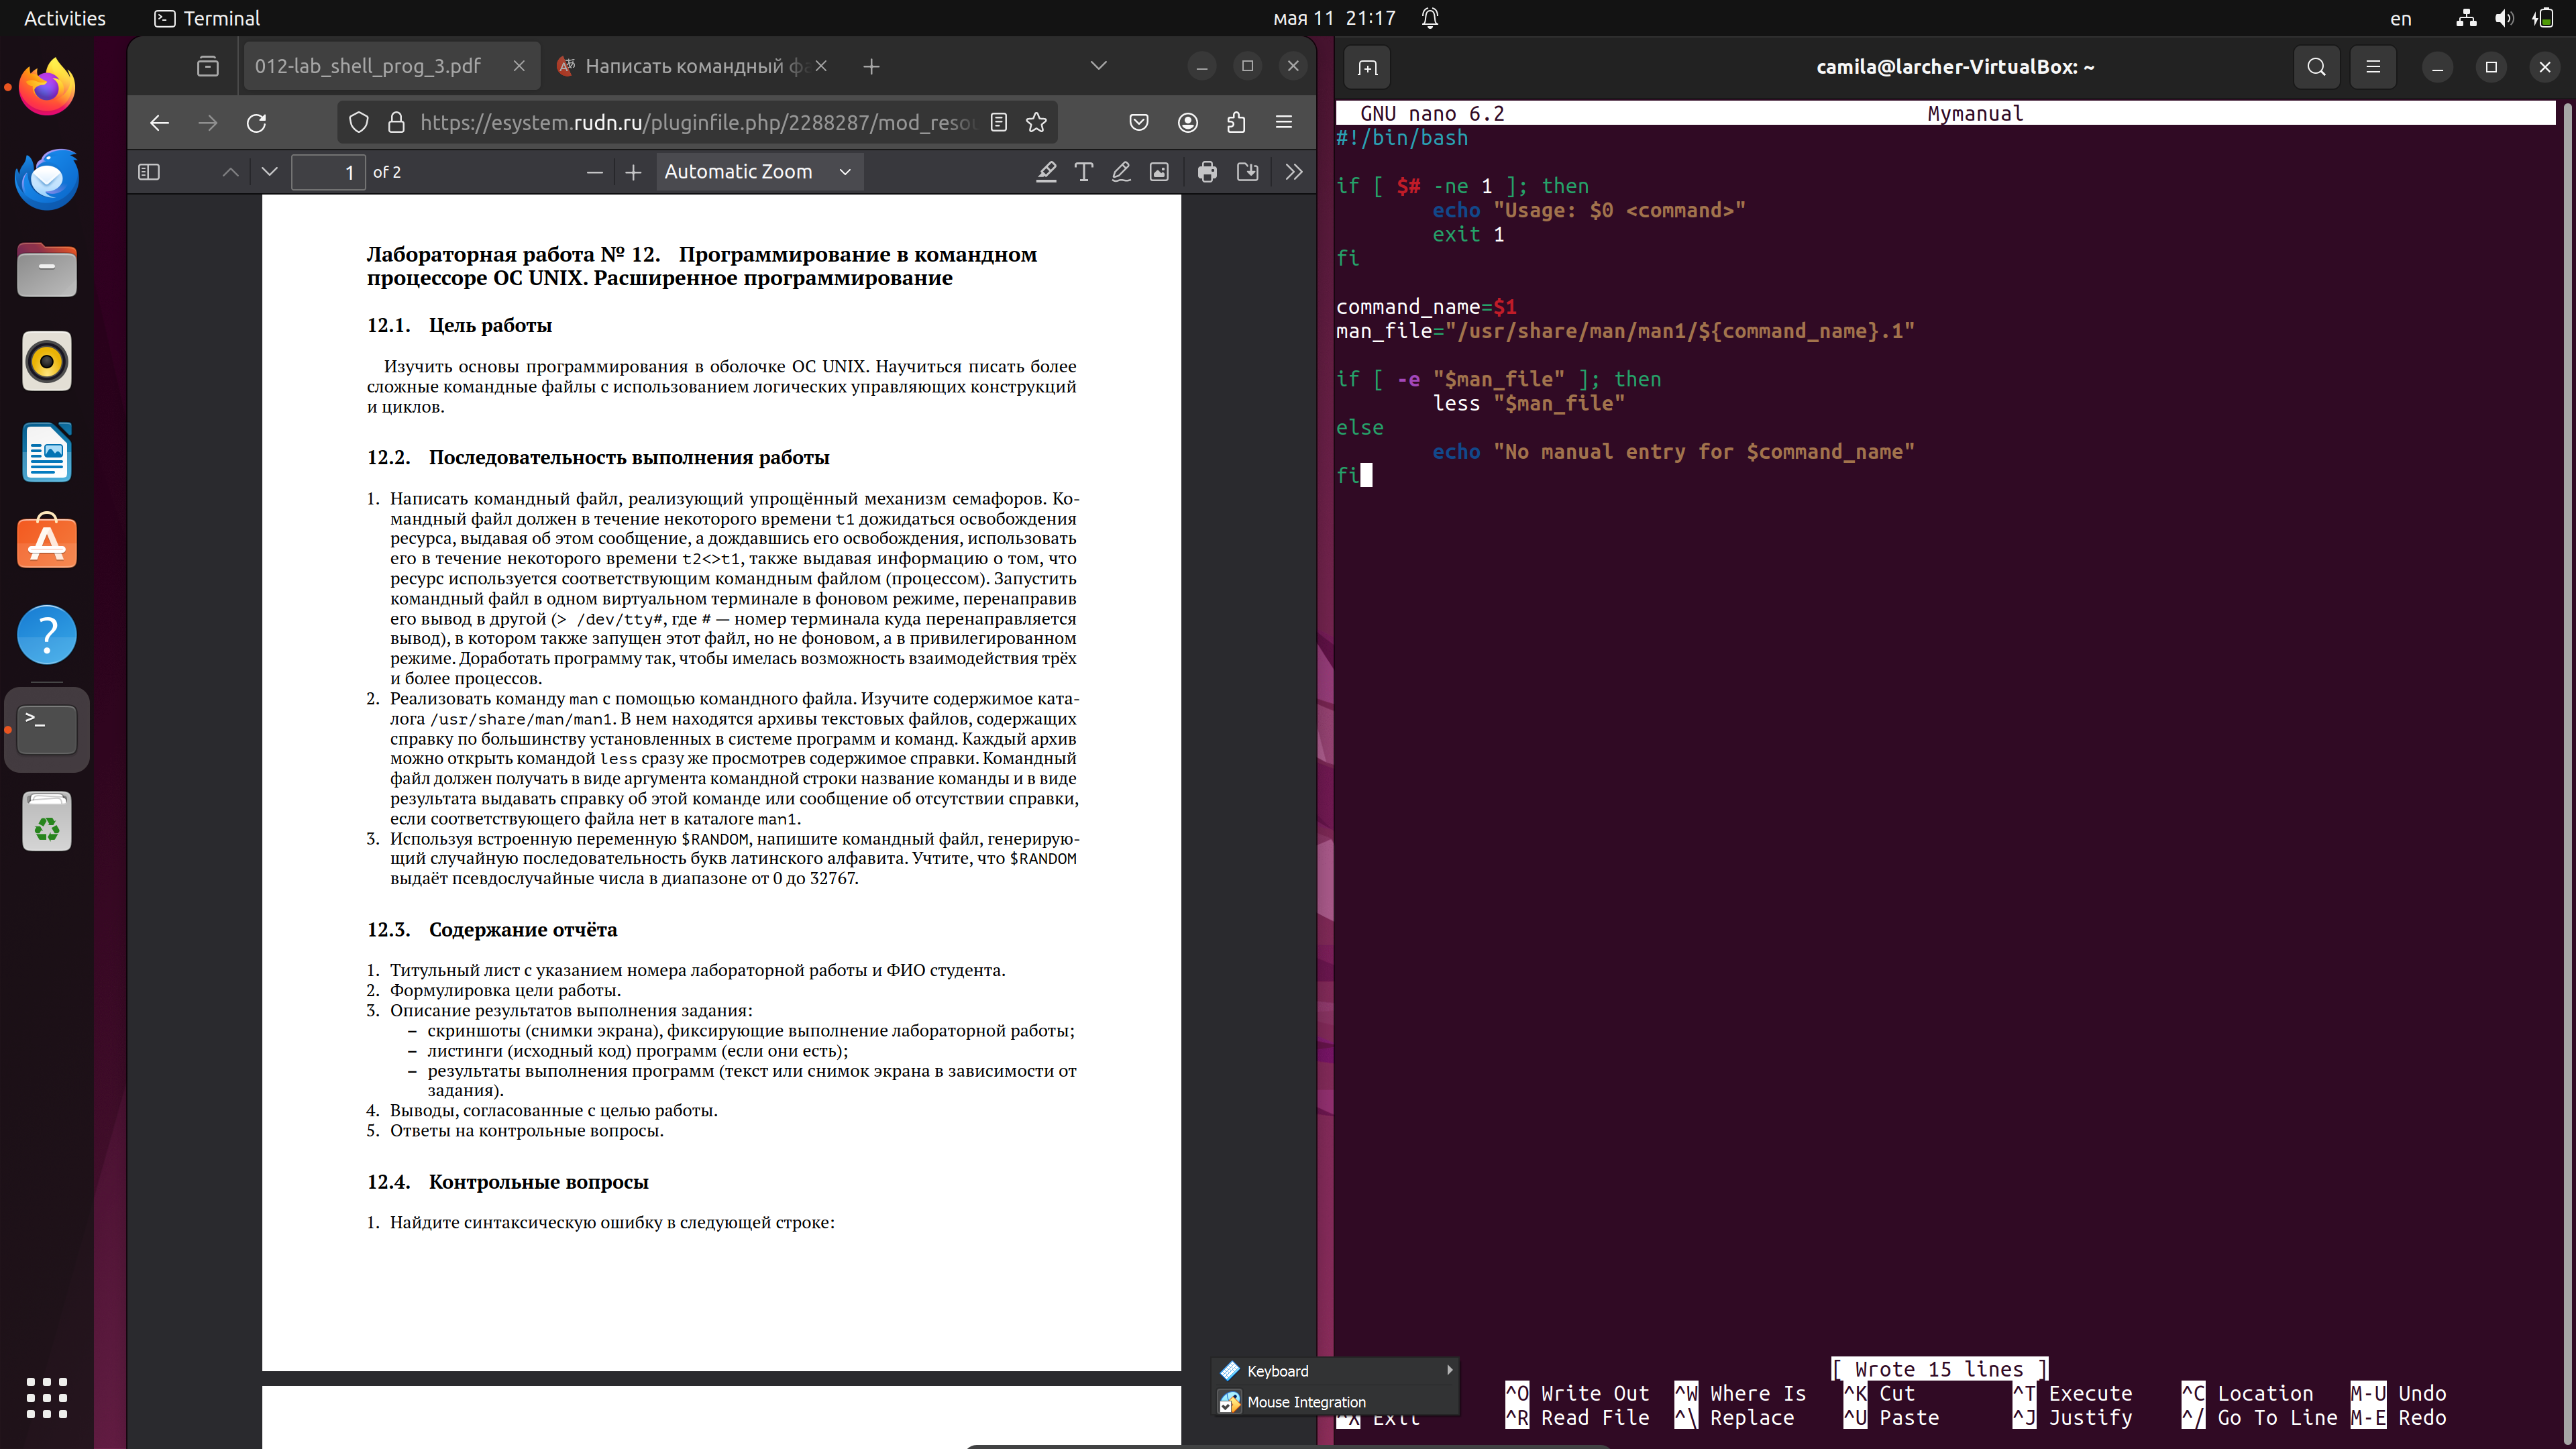 Activities
Terminal
мая 11 21:17
en
012-lab_shell_prog_3.pdf
Написать командный фа
camila@larcher-VirtualBox: ~
https://esystem.rudn.ru/pluginfile.php/2288287/mod_resou
1 of 2
Automatic Zoom
Лабораторная работа № 12. Программирование в командном
процессоре ОС UNIX. Расширенное программирование
12.1. Цель работы
Изучить основы программирования в оболочке ОС UNIX. Научиться писать более
сложные командные файлы с использованием логических управляющих конструкций
и циклов.
12.2. Последовательность выполнения работы
1. Написать командный файл, реализующий упрощённый механизм семафоров. Ко-
мандный файл должен в течение некоторого времени t1 дожидаться освобождения
ресурса, выдавая об этом сообщение, а дождавшись его освобождения, использовать
его в течение некоторого времени t2<>t1, также выдавая информацию о том, что
ресурс используется соответствующим командным файлом (процессом). Запустить
командный файл в одном виртуальном терминале в фоновом режиме, перенаправив
его вывод в другой (> /dev/tty#, где # — номер терминала куда перенаправляется
вывод), в котором также запущен этот файл, но не фоновом, а в привилегированном
режиме. Доработать программу так, чтобы имелась возможность взаимодействия трёх
и более процессов.
2. Реализовать команду man с помощью командного файла. Изучите содержимое ката-
лога /usr/share/man/man1. В нем находятся архивы текстовых файлов, содержащих
справку по большинству установленных в системе программ и команд. Каждый архив
можно открыть командой less сразу же просмотрев содержимое справки. Командный
файл должен получать в виде аргумента командной строки название команды и в виде
результата выдавать справку об этой команде или сообщение об отсутствии справки,
если соответствующего файла нет в каталоге man1.
3. Используя встроенную переменную $RANDOM, напишите командный файл, генерирую-
щий случайную последовательность букв латинского алфавита. Учтите, что $RANDOM
выдаёт псевдослучайные числа в диапазоне от 0 до 32767.
12.3. Содержание отчёта
1. Титульный лист с указанием номера лабораторной работы и ФИО студента.
2. Формулировка цели работы.
3. Описание результатов выполнения задания:
– скриншоты (снимки экрана), фиксирующие выполнение лабораторной работы;
– листинги (исходный код) программ (если они есть);
– результаты выполнения программ (текст или снимок экрана в зависимости от
задания).
4. Выводы, согласованные с целью работы.
5. Ответы на контрольные вопросы.
12.4. Контрольные вопросы
1. Найдите синтаксическую ошибку в следующей строке:
GNU nano 6.2 Mymanual
#!/bin/bash
if [ $# -ne 1 ]; then
echo "Usage: $0 <command>"
exit 1
fi
command_name=$1
man_file="/usr/share/man/man1/${command_name}.1"
if [ -e "$man_file" ]; then
less "$man_file"
else
echo "No manual entry for $command_name"
fi
[ Wrote 15 lines ]
^O Write Out ^W Where Is ^K Cut ^T Execute ^C Location M-U Undo
^X Exit ^R Read File ^\ Replace ^U Paste ^J Justify ^/ Go To Line M-E Redo
Keyboard
Mouse Integration